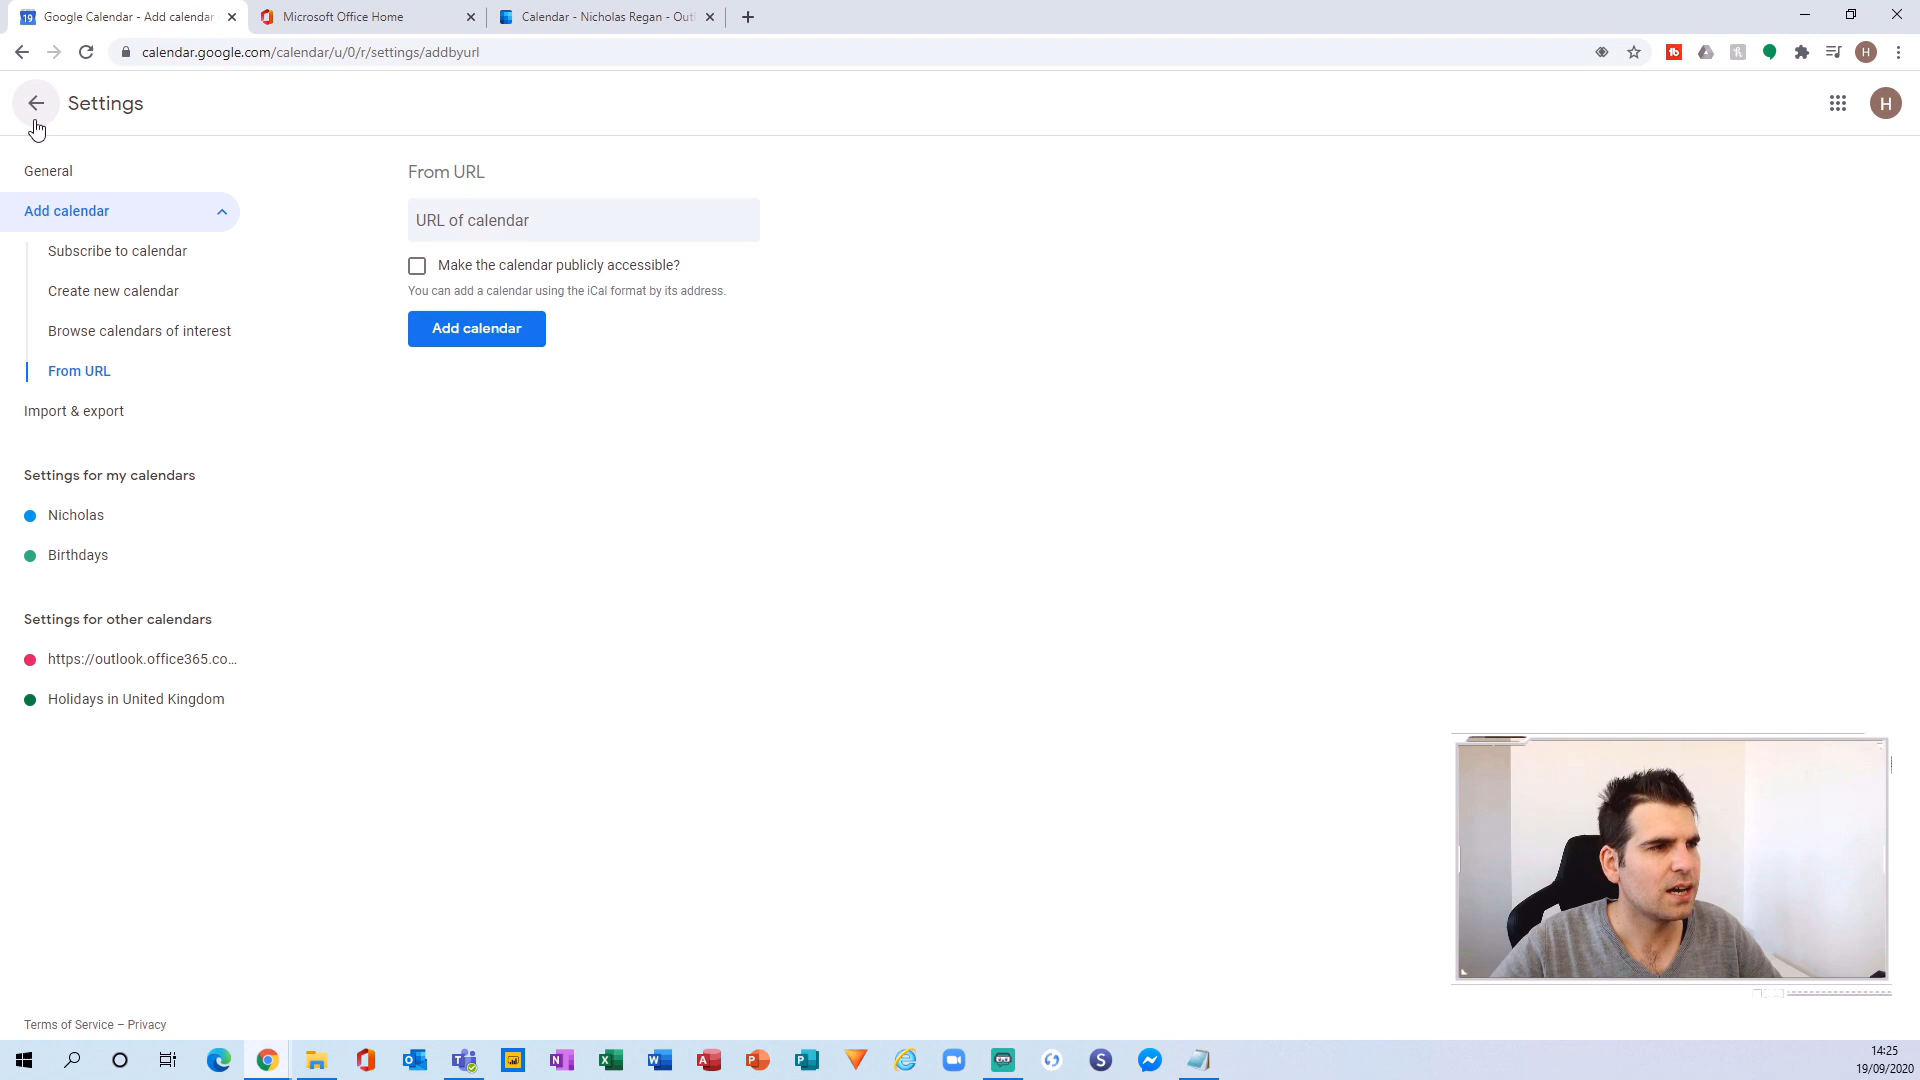 Google Calendar - Add calendar
Microsoft Office Home
Calendar - Nicholas Regan - Outl
calendar.google.com/calendar/u/0/r/settings/addbyurl
H
Settings
H
General
Add calendar
Subscribe to calendar
Create new calendar
Browse calendars of interest
From URL
Import & export
Settings for my calendars
Nicholas
Birthdays
Settings for other calendars
https://outlook.office365.co...
Holidays in United Kingdom
From URL
URL of calendar
Make the calendar publicly accessible?
You can add a calendar using the iCal format by its address.
Add calendar
Terms of Service – Privacy
14:25
19/09/2020